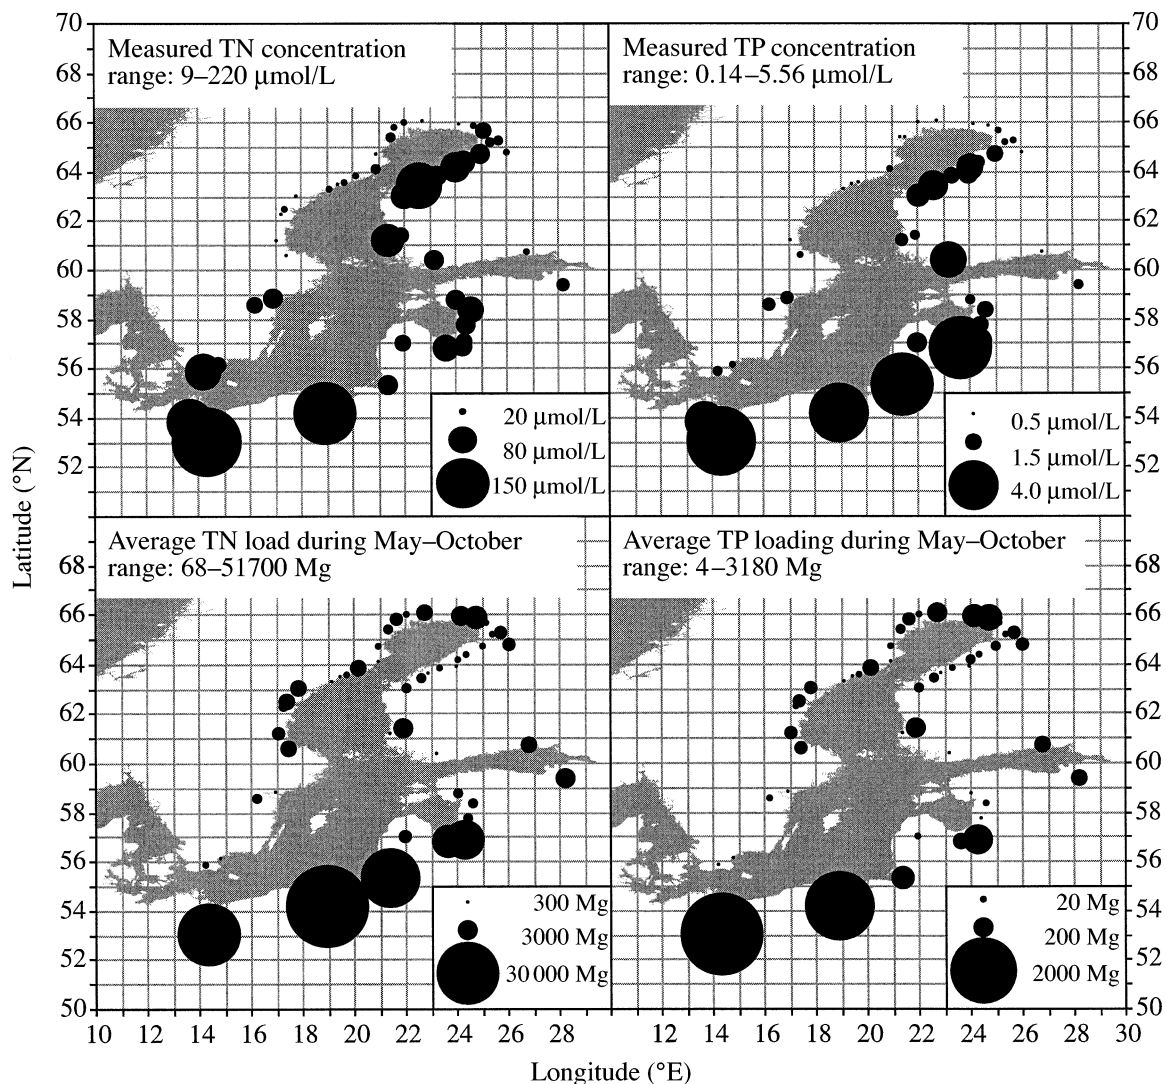 Measured TN concentration
range: 9–220 µmol/L
Measured TP concentration
range: 0.14–5.56 µmol/L
70
68
66
64
62
60
58
56
54
52
70
68
66
64
62
60
58
56
54
52
20 µmol/L
80 µmol/L
150 µmol/L
0.5 µmol/L
1.5 µmol/L
4.0 µmol/L
Latitude (°N)
Average TN load during May–October
range: 68–51700 Mg
Average TP loading during May–October
range: 4–3180 Mg
68
66
64
62
60
58
56
54
52
50
68
66
64
62
60
58
56
54
52
50
300 Mg
3000 Mg
30 000 Mg
20 Mg
200 Mg
2000 Mg
10 12 14 16 18 20 22 24 26 28
12 14 16 18 20 22 24 26 28 30
Longitude (°E)